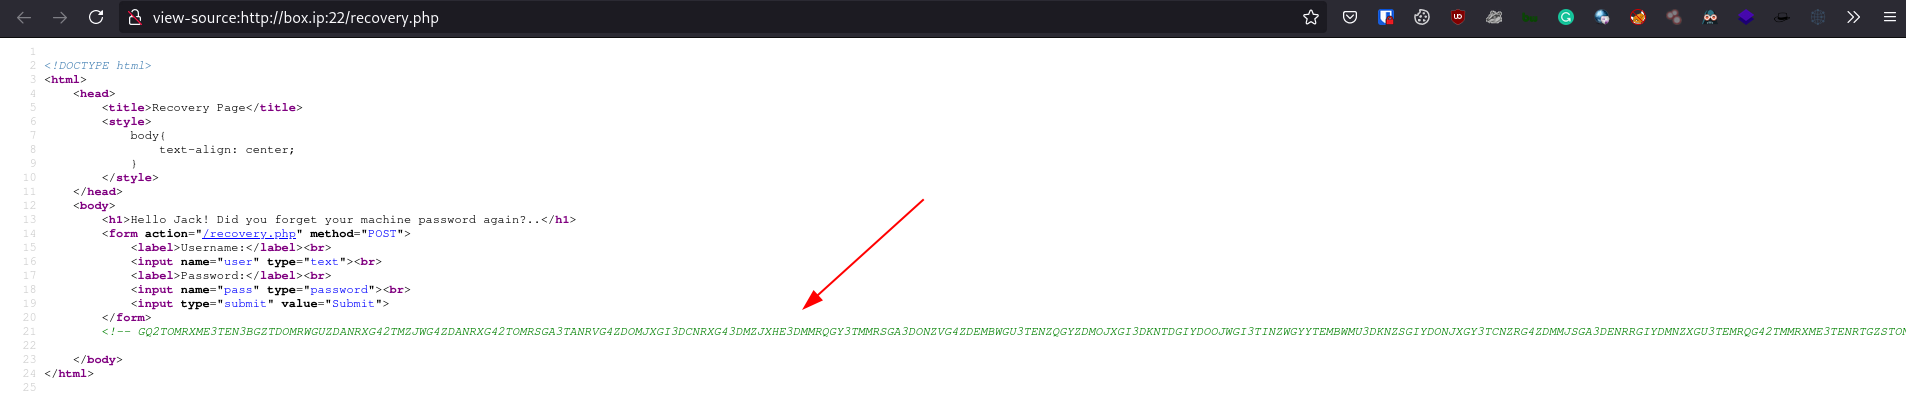 view-source:http://box.ip:22/recovery.php
1
2 <!DOCTYPE html>
3 <html>
4 <head>
5 <title>Recovery Page</title>
6 <style>
7 body{
8 text-align: center;
9 }
10 </style>
11 </head>
12 <body>
13 <h1>Hello Jack! Did you forget your machine password again?..</h1>
14 <form action="/recovery.php" method="POST">
15 <label>Username:</label><br>
16 <input name="user" type="text"><br>
17 <label>Password:</label><br>
18 <input name="pass" type="password"><br>
19 <input type="submit" value="Submit">
20 </form>
21 <!-- GQ2TOMRXME3TEN3BGZTDOMRWGUZDANRXG42TMZJWG4ZDANRXG42TOMRSGA3TANRVG4ZDOMJXGI3DCNRXG43DMZJXHE3DMMRQGY3TMMRSGA3DONZVG4ZDEMBWGU3TENZQGYZDMOJXGI3DKNTDGIYDOOJWGI3TINZWGYYTEMBWMU3DKNZSGIYDONJXGY3TCNZRG4ZDMMJSGA3DENRRGIYDMNZXGU3TEMRQG42TMMRXME3TENRTGZSTON
22
23 </body>
24 </html>
25